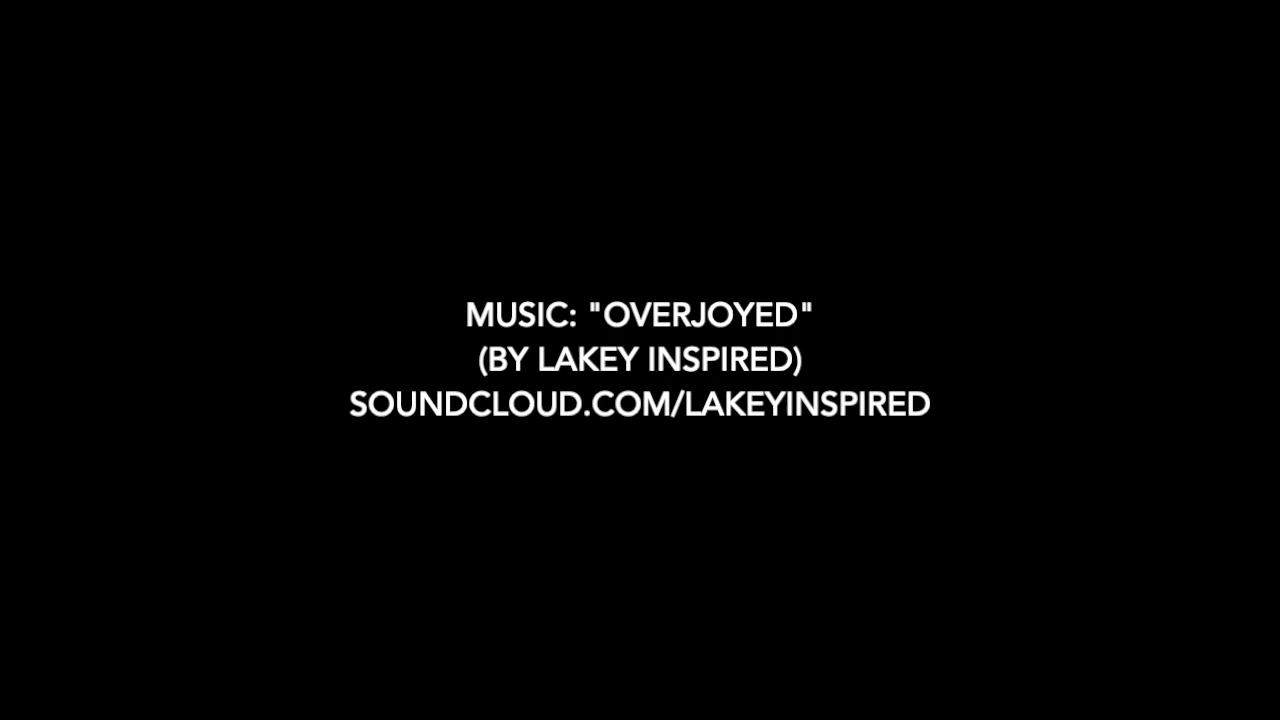 MUSIC: "OVERJOYED"
(BY LAKEY INSPIRED)
SOUNDCLOUD.COM/LAKEYINSPIRED